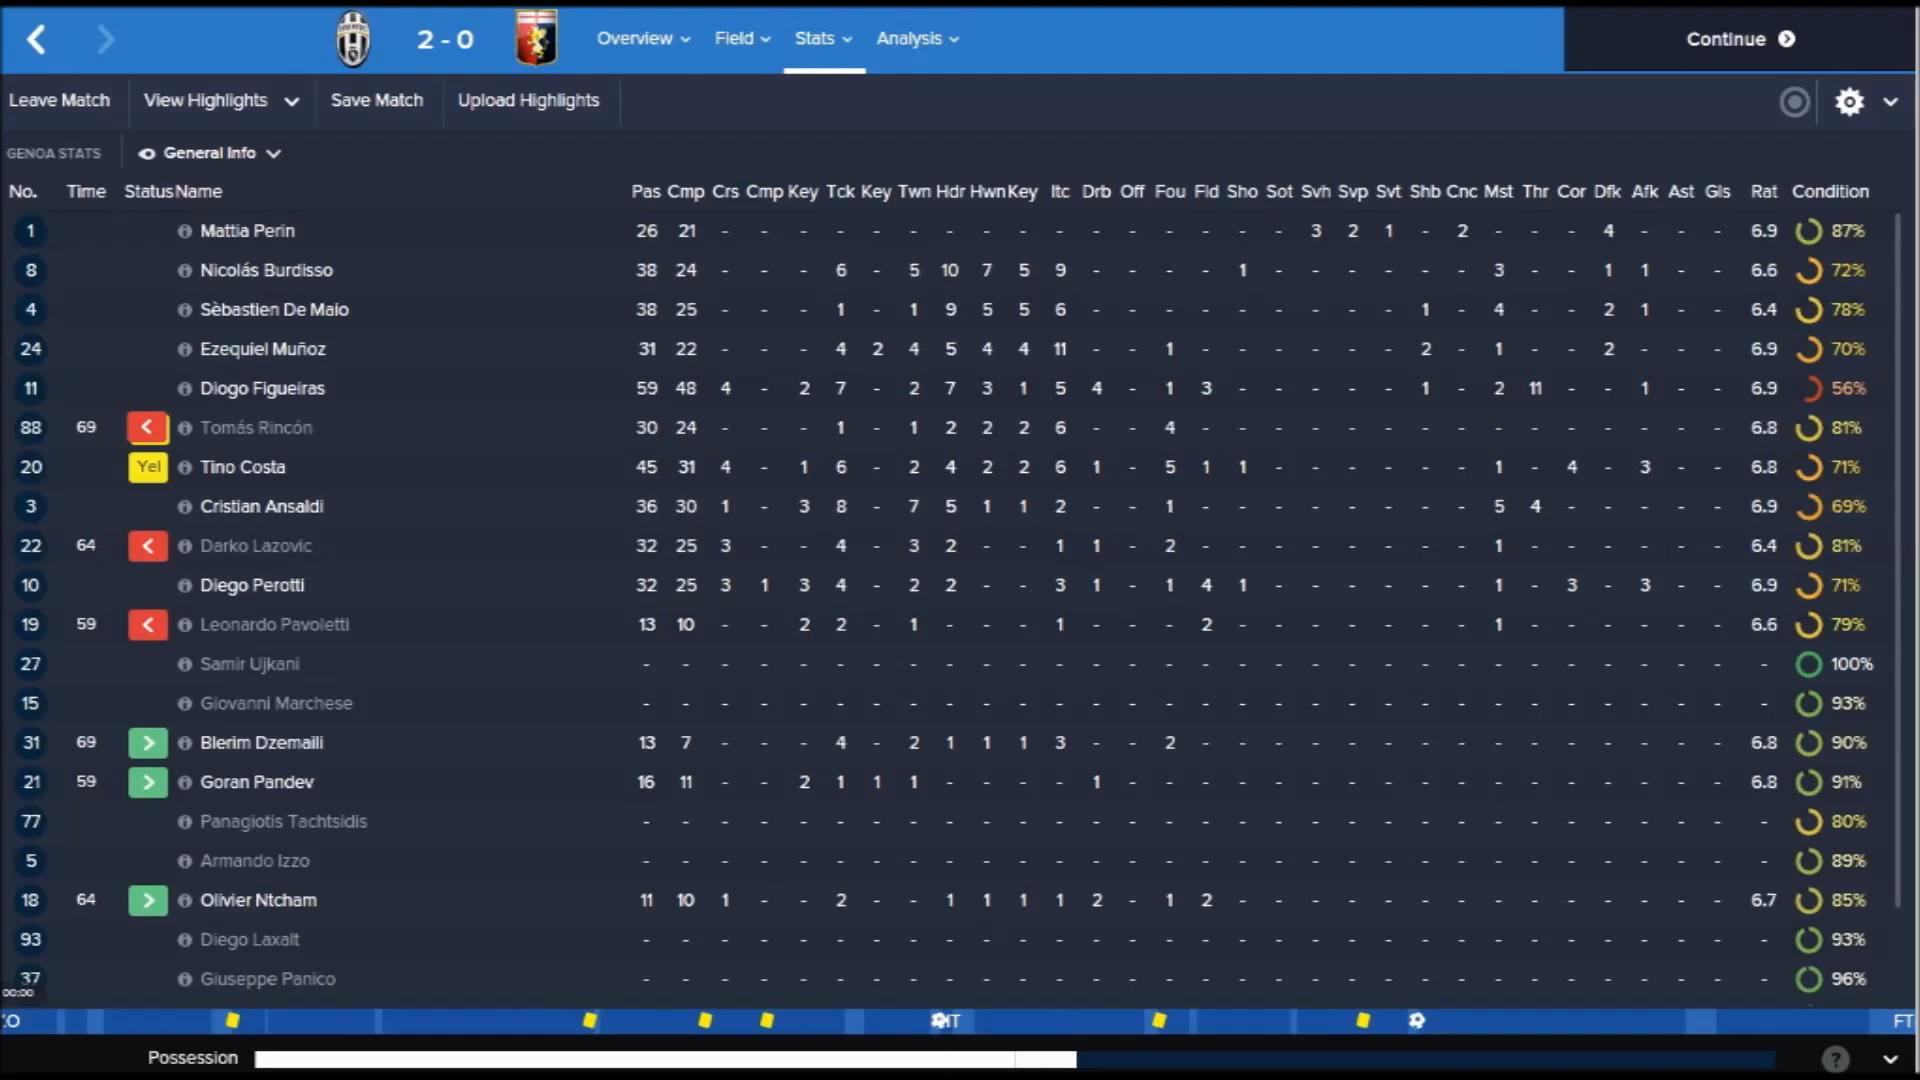 2 - 0
Overview Field Stats Analysis
Continue
Leave Match View Highlights Save Match Upload Highlights
GENOA STATS General Info
No. Time Status Name Pas Cmp Crs Cmp Key Tck Key Twn Hdr Hwn Key Itc Drb Off Fou Fld Sho Sot Svh Svp Svt Shb Cnc Mst Thr Cor Dfk Afk Ast Gls Rat Condition
1 Mattia Perin 26 21 - - - - - - - - - - - - - - - - 3 2 1 - 2 - - - 4 - - - 6.9 87%
8 Nicolás Burdisso 38 24 - - - 6 - 5 10 7 5 9 - - - - 1 - - - - - - 3 - - 1 1 - - 6.6 72%
4 Sèbastien De Maio 38 25 - - - 1 - 1 9 5 5 6 - - - - - - - - - 1 - 4 - - 2 1 - - 6.4 78%
24 Ezequiel Muñoz 31 22 - - - 4 2 4 5 4 4 11 - - 1 - - - - - - 2 - 1 - - 2 - - - 6.9 70%
11 Diogo Figueiras 59 48 4 - 2 7 - 2 7 3 1 5 4 - 1 3 - - - - - 1 - 2 11 - - 1 - - 6.9 56%
88 69 Tomás Rincón 30 24 - - - 1 - 1 2 2 2 6 - - 4 - - - - - - - - - - - - - - - 6.8 81%
20 Yel Tino Costa 45 31 4 - 1 6 - 2 4 2 2 6 1 - 5 1 1 - - - - - - 1 - 4 - 3 - - 6.8 71%
3 Cristian Ansaldi 36 30 1 - 3 8 - 7 5 1 1 2 - - 1 - - - - - - - - 5 4 - - - - - 6.9 69%
22 64 Darko Lazovic 32 25 3 - - 4 - 3 2 - - 1 1 - 2 - - - - - - - - 1 - - - - - - 6.4 81%
10 Diego Perotti 32 25 3 1 3 4 - 2 2 - - 3 1 - 1 4 1 - - - - - - 1 - 3 - 3 - - 6.9 71%
19 59 Leonardo Pavoletti 13 10 - - 2 2 - 1 - - - 1 - - - 2 - - - - - - - 1 - - - - - - 6.6 79%
27 Samir Ujkani - - - - - - - - - - - - - - - - - - - - - - - - - - - - - - - 100%
15 Giovanni Marchese - - - - - - - - - - - - - - - - - - - - - - - - - - - - - - - 93%
31 69 Blerim Dzemaili 13 7 - - - 4 - 2 1 1 1 3 - - 2 - - - - - - - - - - - - - - - 6.8 90%
21 59 Goran Pandev 16 11 - - 2 1 1 1 - - - - 1 - - - - - - - - - - - - - - - - - 6.8 91%
77 Panagiotis Tachtsidis - - - - - - - - - - - - - - - - - - - - - - - - - - - - - - - 80%
5 Armando Izzo - - - - - - - - - - - - - - - - - - - - - - - - - - - - - - - 89%
18 64 Olivier Ntcham 11 10 1 - - 2 - - 1 1 1 1 2 - 1 2 - - - - - - - - - - - - - - 6.7 85%
93 Diego Laxalt - - - - - - - - - - - - - - - - - - - - - - - - - - - - - - - 93%
37 Giuseppe Panico - - - - - - - - - - - - - - - - - - - - - - - - - - - - - - - 96%
00:00
KO HT FT
Possession ?